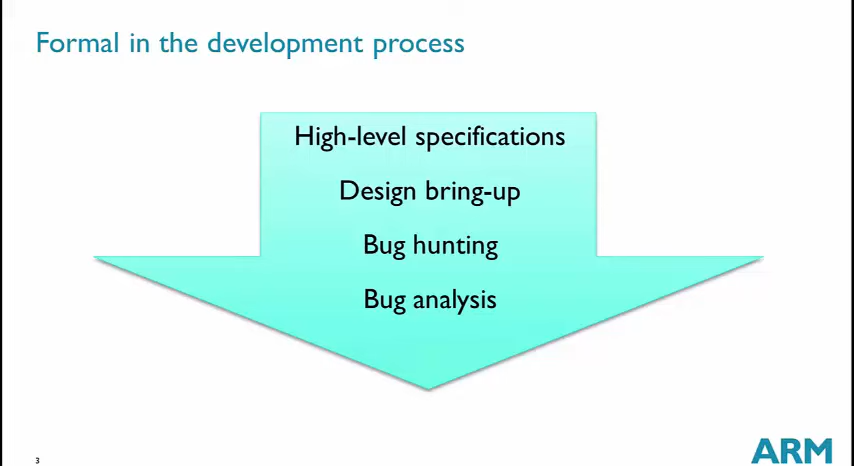 Formal in the development process
High-level specifications
Design bring-up
Bug hunting
Bug analysis
3
ARM